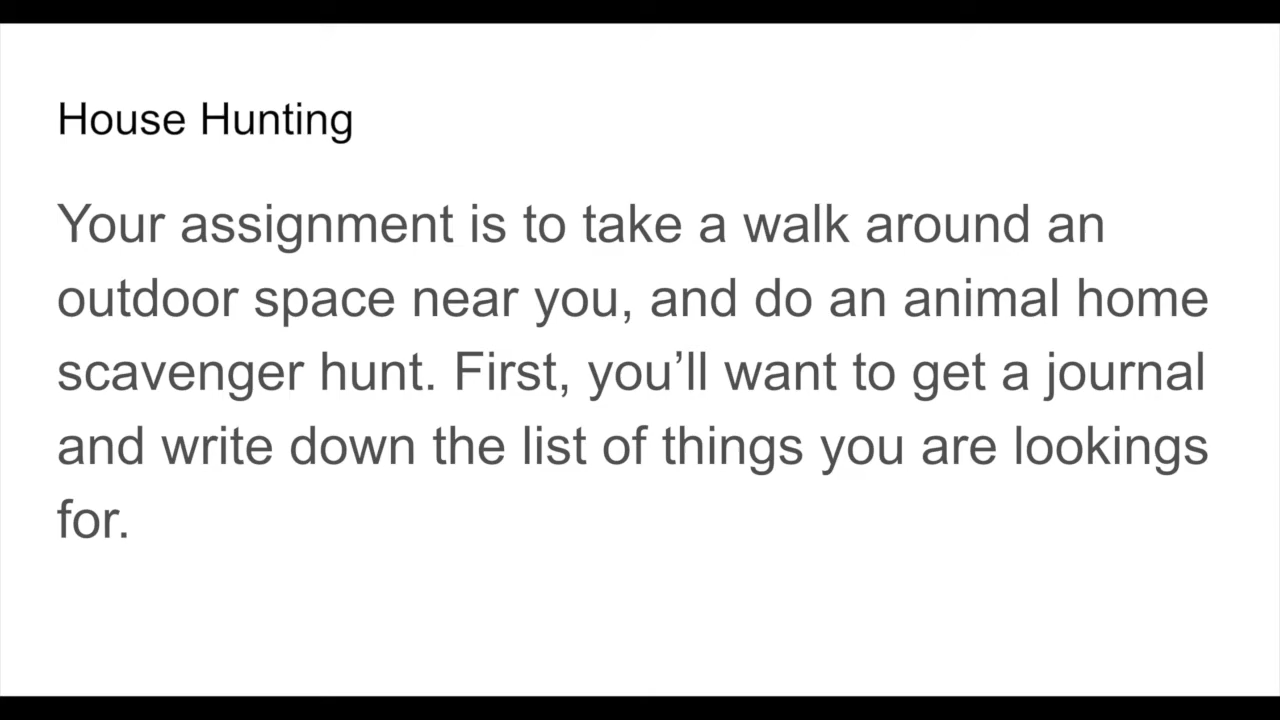 House Hunting
Your assignment is to take a walk around an
outdoor space near you, and do an animal home
scavenger hunt. First, you’ll want to get a journal
and write down the list of things you are lookings
for.